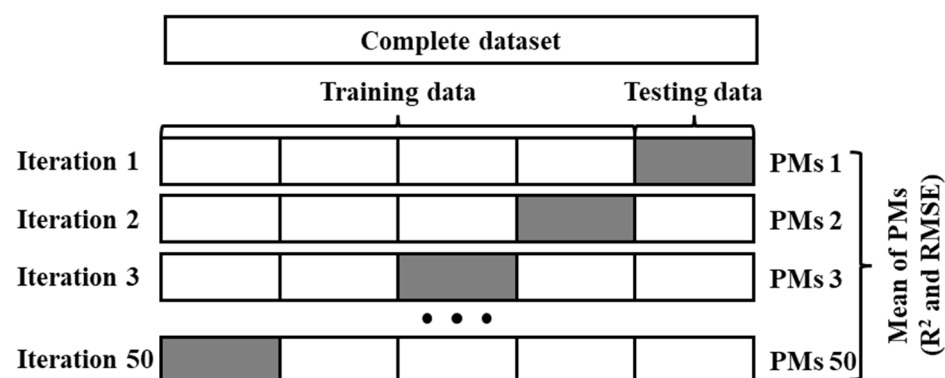 Complete dataset
Training data
Testing data
Iteration 1
PMs 1
Iteration 2
PMs 2
Iteration 3
PMs 3
• • •
Iteration 50
PMs 50
Mean of PMs
(R² and RMSE)